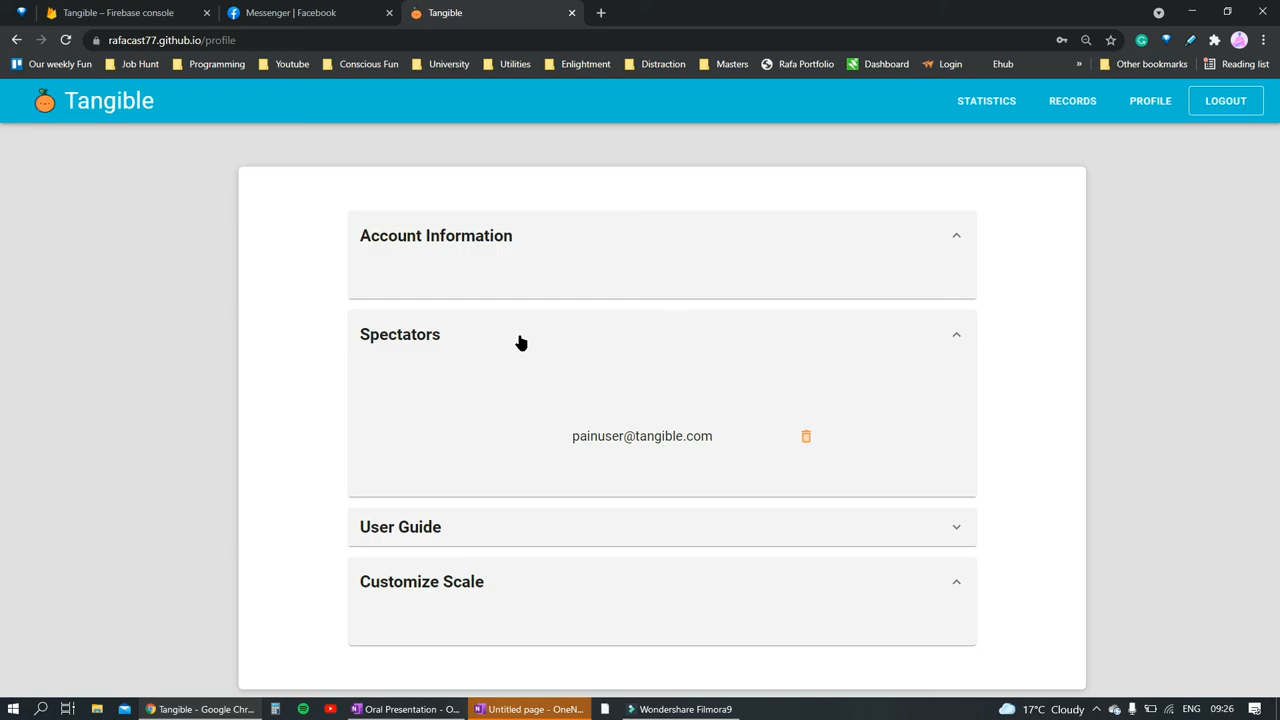 Tangible – Firebase console
Messenger | Facebook
Tangible
rafacast77.github.io/profile
Our weekly Fun
Job Hunt
Programming
Youtube
Conscious Fun
University
Utilities
Enlightment
Distraction
Masters
Rafa Portfolio
Dashboard
Login
Ehub
»
Other bookmarks
Reading list
Tangible
STATISTICS
RECORDS
PROFILE
LOGOUT
Account Information
Spectators
painuser@tangible.com
User Guide
Customize Scale
Tangible - Google Chr...
Oral Presentation - O...
Untitled page - OneN...
Wondershare Filmora9
17°C Cloudy
ENG
09:26